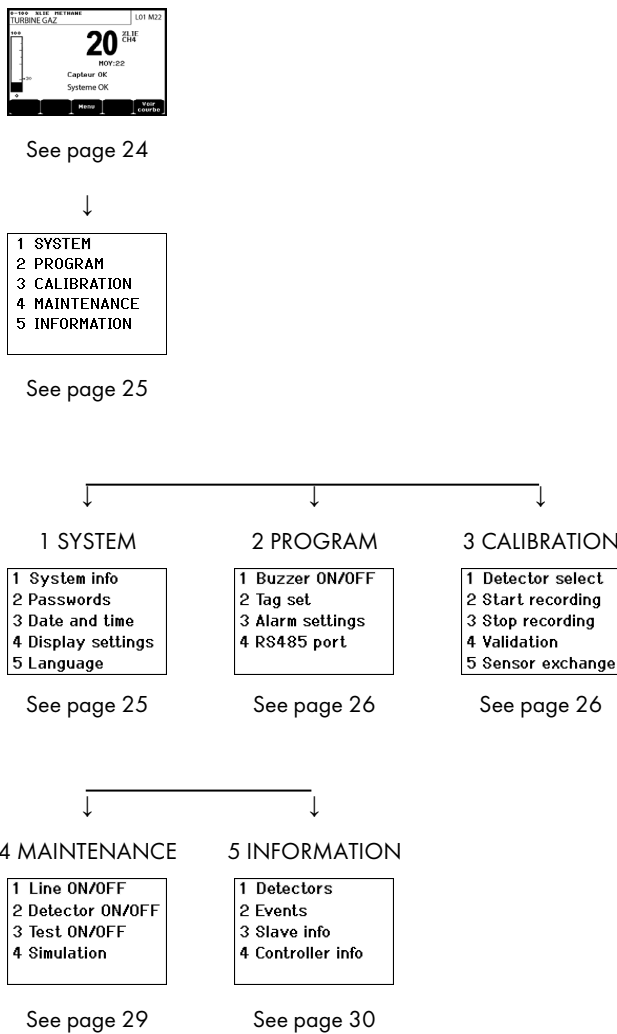 0-100 %LIE METHANE
TURBINE GAZ
L01 M22
100
20 %LIE
CH4
MOY:22
Capteur OK
Systeme OK
0
Menu
Voir
courbe
See page 24
↓
1 SYSTEM
2 PROGRAM
3 CALIBRATION
4 MAINTENANCE
5 INFORMATION
See page 25
↓ ↓ ↓
1 SYSTEM
1 System info
2 Passwords
3 Date and time
4 Display settings
5 Language
See page 25
2 PROGRAM
1 Buzzer ON/OFF
2 Tag set
3 Alarm settings
4 RS485 port
See page 26
3 CALIBRATION
1 Detector select
2 Start recording
3 Stop recording
4 Validation
5 Sensor exchange
See page 26
↓ ↓
4 MAINTENANCE
1 Line ON/OFF
2 Detector ON/OFF
3 Test ON/OFF
4 Simulation
See page 29
5 INFORMATION
1 Detectors
2 Events
3 Slave info
4 Controller info
See page 30